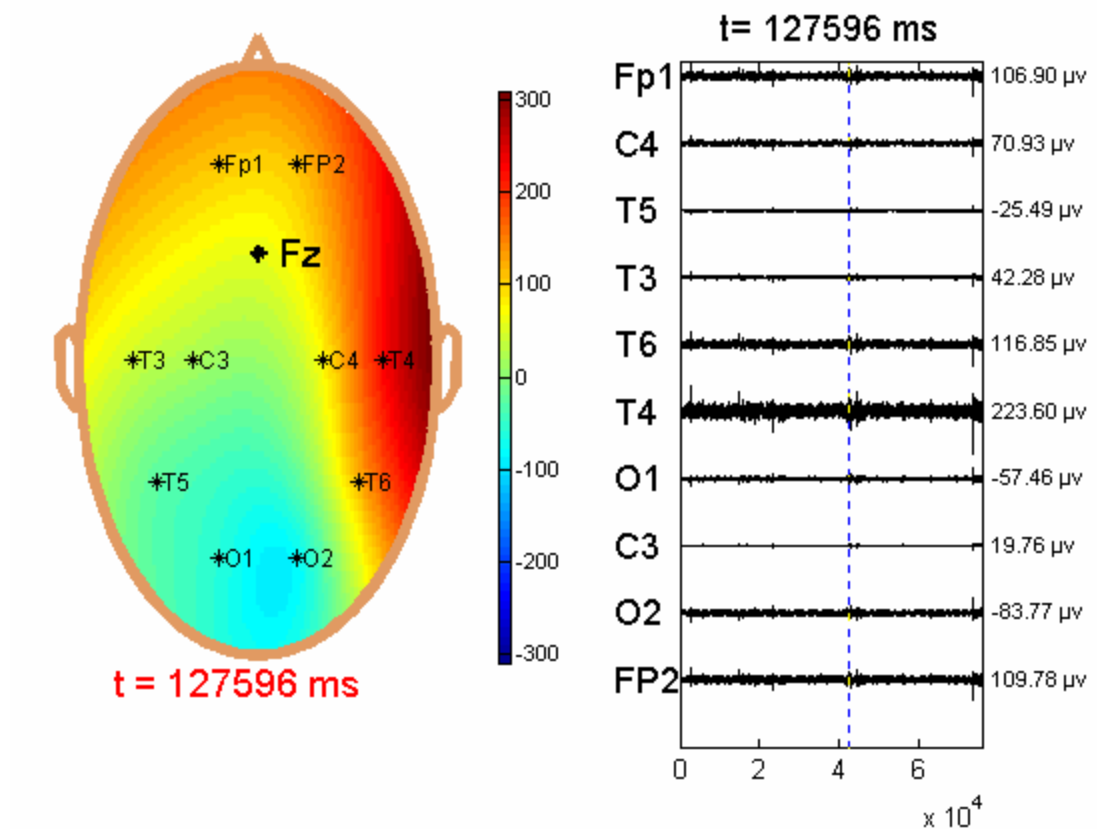 Fp1 FP2
Fz
T3 C3 C4 T4
T5 T6
O1 O2
t = 127596 ms
300
200
100
0
-100
-200
-300
t= 127596 ms
Fp1 106.90 µv
C4 70.93 µv
T5 -25.49 µv
T3 42.28 µv
T6 116.85 µv
T4 223.60 µv
O1 -57.46 µv
C3 19.76 µv
O2 -83.77 µv
FP2 109.78 µv
0 2 4 6
x 10⁴